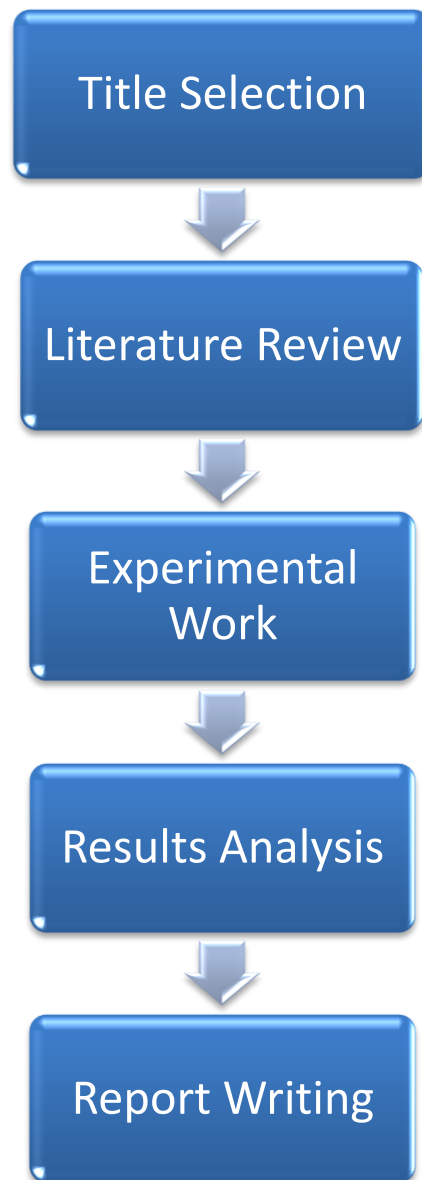 Title Selection
Literature Review
Experimental
Work
Results Analysis
Report Writing